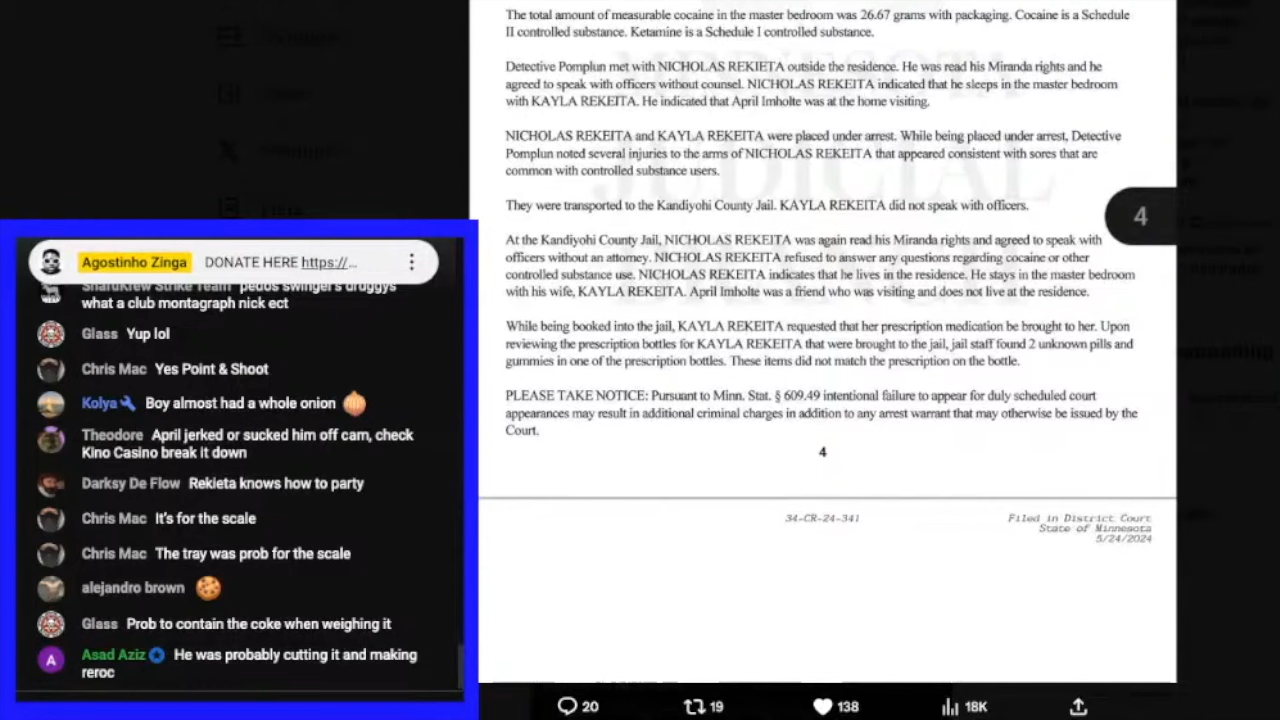 The total amount of measurable cocaine in the master bedroom was 26.67 grams with packaging. Cocaine is a Schedule
II controlled substance. Ketamine is a Schedule I controlled substance.
Detective Pomplun met with NICHOLAS REKIETA outside the residence. He was read his Miranda rights and he
agreed to speak with officers without counsel. NICHOLAS REKEITA indicated that he sleeps in the master bedroom
with KAYLA REKEITA. He indicated that April Imholte was at the home visiting.
NICHOLAS REKEITA and KAYLA REKEITA were placed under arrest. While being placed under arrest, Detective
Pomplun noted several injuries to the arms of NICHOLAS REKEITA that appeared consistent with sores that are
common with controlled substance users.
They were transported to the Kandiyohi County Jail. KAYLA REKEITA did not speak with officers.
At the Kandiyohi County Jail, NICHOLAS REKEITA was again read his Miranda rights and agreed to speak with
officers without an attorney. NICHOLAS REKEITA refused to answer any questions regarding cocaine or other
controlled substance use. NICHOLAS REKEITA indicates that he lives in the residence. He stays in the master bedroom
with his wife, KAYLA REKEITA. April Imholte was a friend who was visiting and does not live at the residence.
While being booked into the jail, KAYLA REKEITA requested that her prescription medication be brought to her. Upon
reviewing the prescription bottles for KAYLA REKEITA that were brought to the jail, jail staff found 2 unknown pills and
gummies in one of the prescription bottles. These items did not match the prescription on the bottle.
PLEASE TAKE NOTICE: Pursuant to Minn. Stat. § 609.49 intentional failure to appear for duly scheduled court
appearances may result in additional criminal charges in addition to any arrest warrant that may otherwise be issued by the
Court.
4
34-CR-24-341
Filed in District Court
State of Minnesota
5/24/2024
JUDICIAL
4
Agostinho Zinga DONATE HERE https://...
SharuKrew Strike Team pedos swinger's druggys
what a club montagraph nick ect
Glass Yup lol
Chris Mac Yes Point & Shoot
Kolya Boy almost had a whole onion
Theodore April jerked or sucked him off cam, check
Kino Casino break it down
Darksy De Flow Rekieta knows how to party
Chris Mac It's for the scale
Chris Mac The tray was prob for the scale
alejandro brown
Glass Prob to contain the coke when weighing it
A
Asad Aziz He was probably cutting it and making
reroc
20 19 138 18K